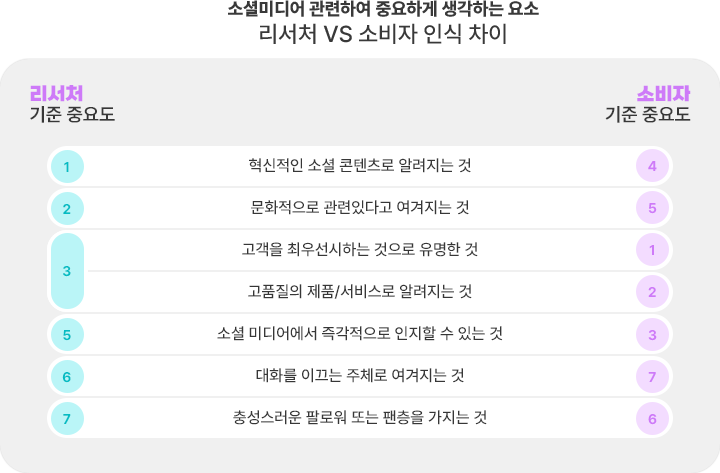 소셜미디어 관련하여 중요하게 생각하는 요소
리서처 VS 소비자 인식 차이
리서처 소비자
기준 중요도 기준 중요도
1 혁신적인 소셜 콘텐츠로 알려지는 것 4
2 문화적으로 관련있다고 여겨지는 것 5
3 고객을 최우선시하는 것으로 유명한 것 1
고품질의 제품/서비스로 알려지는 것 2
5 소셜 미디어에서 즉각적으로 인지할 수 있는 것 3
6 대화를 이끄는 주체로 여겨지는 것 7
7 충성스러운 팔로워 또는 팬층을 가지는 것 6